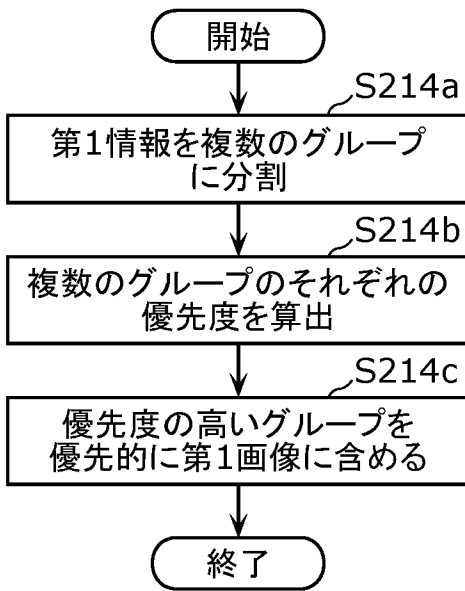 開始
S214a
第1情報を複数のグループ
に分割
S214b
複数のグループのそれぞれの
優先度を算出
S214c
優先度の高いグループを
優先的に第1画像に含める
終了